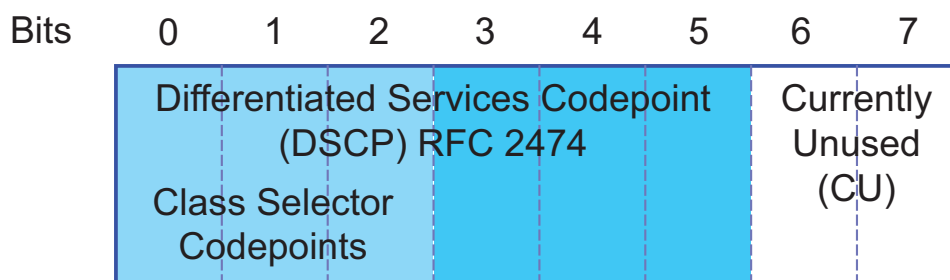 Bits 0 1 2 3 4 5 6 7
Differentiated Services Codepoint
(DSCP) RFC 2474
Class Selector
Codepoints
Currently
Unused
(CU)